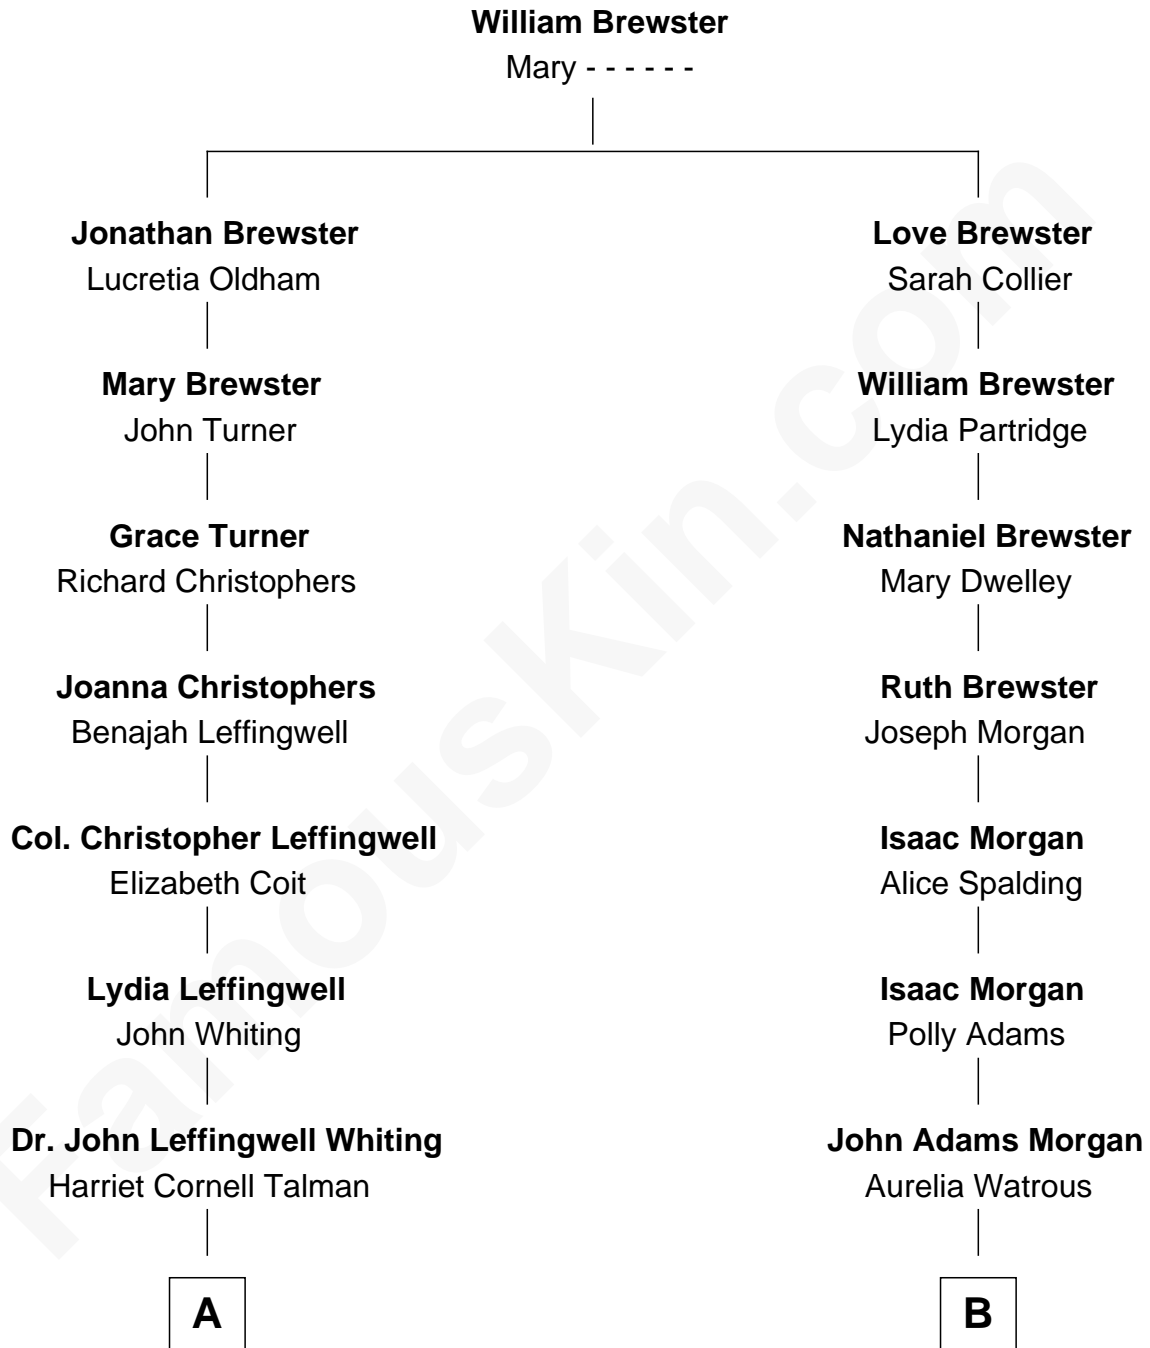 William Brewster
Mary - - - - - -
Jonathan Brewster
Lucretia Oldham
Love Brewster
Sarah Collier
Mary Brewster
John Turner
William Brewster
Lydia Partridge
Grace Turner
Richard Christophers
Nathaniel Brewster
Mary Dwelley
Joanna Christophers
Benajah Leffingwell
Ruth Brewster
Joseph Morgan
Col. Christopher Leffingwell
Elizabeth Coit
Isaac Morgan
Alice Spalding
Lydia Leffingwell
John Whiting
Isaac Morgan
Polly Adams
Dr. John Leffingwell Whiting
Harriet Cornell Talman
John Adams Morgan
Aurelia Watrous
A
B
FamousKin.com